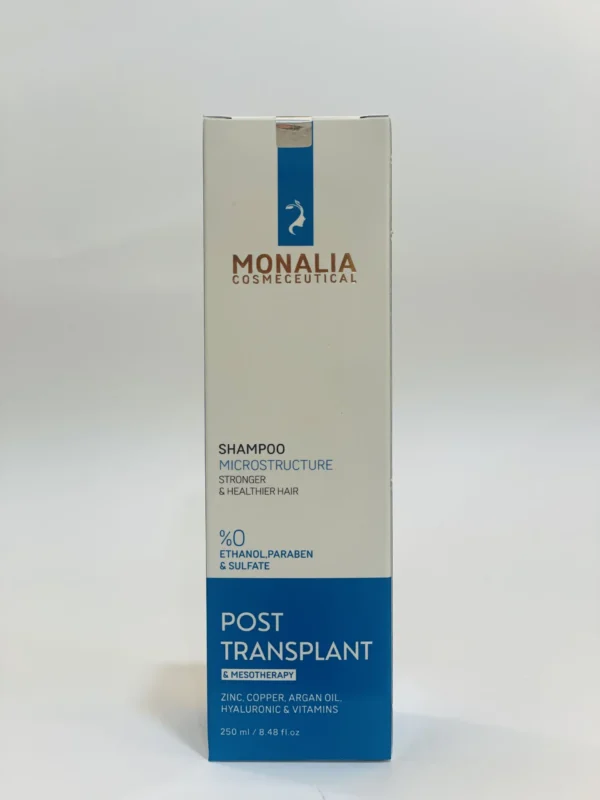 MONALIA
COSMECEUTICAL
SHAMPOO
MICROSTRUCTURE
STRONGER
& HEALTHIER HAIR
%0
ETHANOL,PARABEN
& SULFATE
POST
TRANSPLANT
& MESOTHERAPY
ZINC, COPPER, ARGAN OIL,
HYALURONIC & VITAMINS
250 ml / 8.48 fl.oz